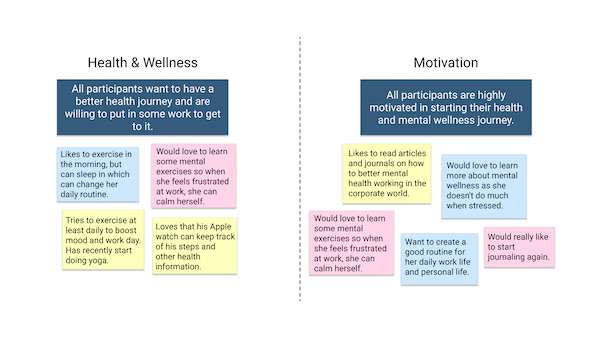 Health & Wellness
All participants want to have a
better health journey and are
willing to put in some work to get
to it.
Likes to exercise in
the morning, but
can sleep in which
can change her
daily routine.
Would love to learn
some mental
exercises so when
she feels frustrated
at work, she can
calm herself.
Tries to exercise at
least daily to boost
mood and work day.
Has recently start
doing yoga.
Loves that his Apple
watch can keep track
of his steps and
other health
information.
Motivation
All participants are highly
motivated in starting their health
and mental wellness journey.
Likes to read articles
and journals on how
to better mental
health working in the
corporate world.
Would love to learn
more about mental
wellness as she
doesn't do much
when stressed.
Would love to learn
some mental
exercises so when
she feels frustrated
at work, she can
calm herself.
Want to create a
good routine for
her daily work life
and personal life.
Would really like
to start
journaling again.